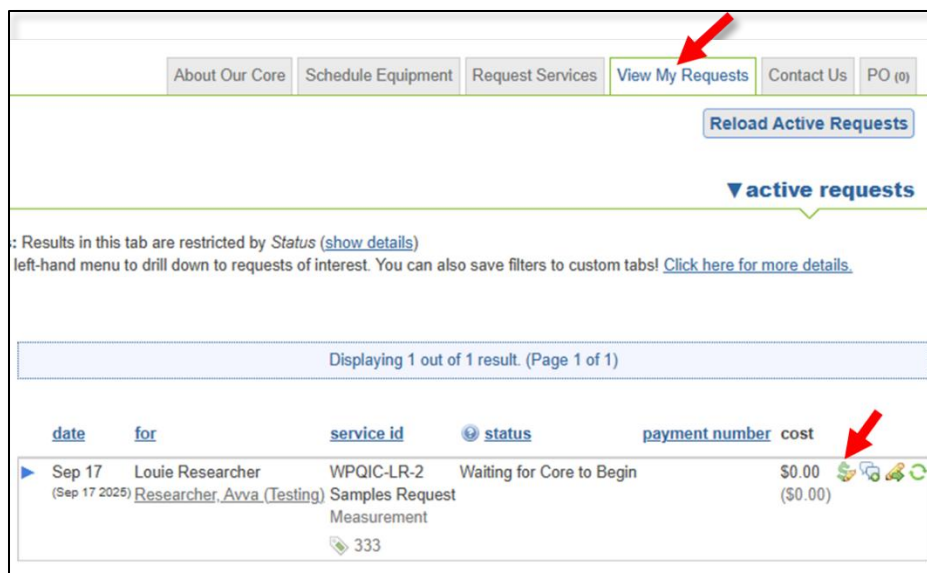 About Our Core Schedule Equipment Request Services View My Requests Contact Us PO (0)
Reload Active Requests
▼active requests
: Results in this tab are restricted by Status (show details)
left-hand menu to drill down to requests of interest. You can also save filters to custom tabs! Click here for more details.
Displaying 1 out of 1 result. (Page 1 of 1)
date for service id status payment number cost
Sep 17 Louie Researcher WPQIC-LR-2 Waiting for Core to Begin $0.00
(Sep 17 2025) Researcher, Avva (Testing) Samples Request ($0.00)
Measurement
333